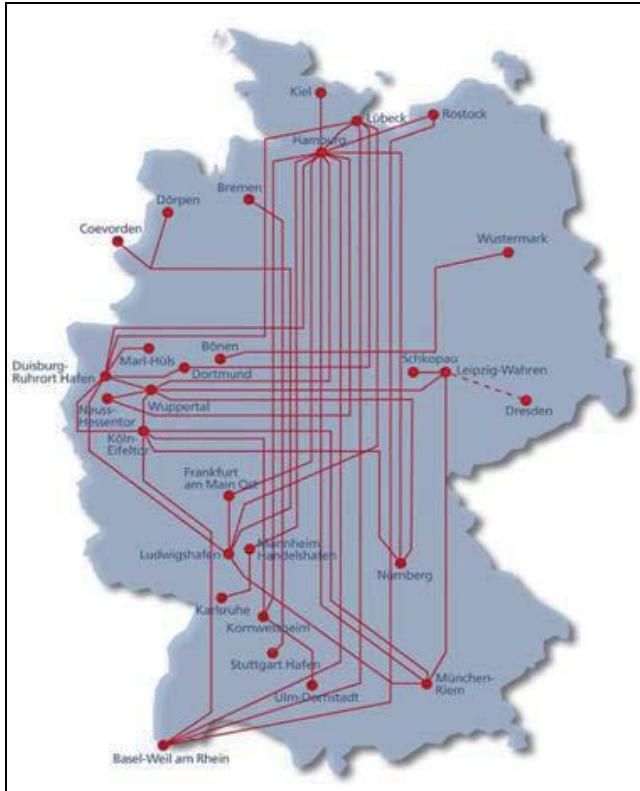 Kiel
Lübeck
Rostock
Hamburg
Bremen
Dörpen
Coevorden
Wustermark
Bönen
Marl-Hüls
Duisburg-
Ruhrort Hafen
Dortmund
Schkopau
Leipzig-Wahren
Neuss-
Hessentor
Wuppertal
Dresden
Köln-
Eifeltor
Frankfurt
am Main Ost
Mannheim
Handelshafen
Ludwigshafen
Nürnberg
Karlsruhe
Kornwestheim
Stuttgart Hafen
München-
Riem
Ulm-Dornstadt
Basel-Weil am Rhein